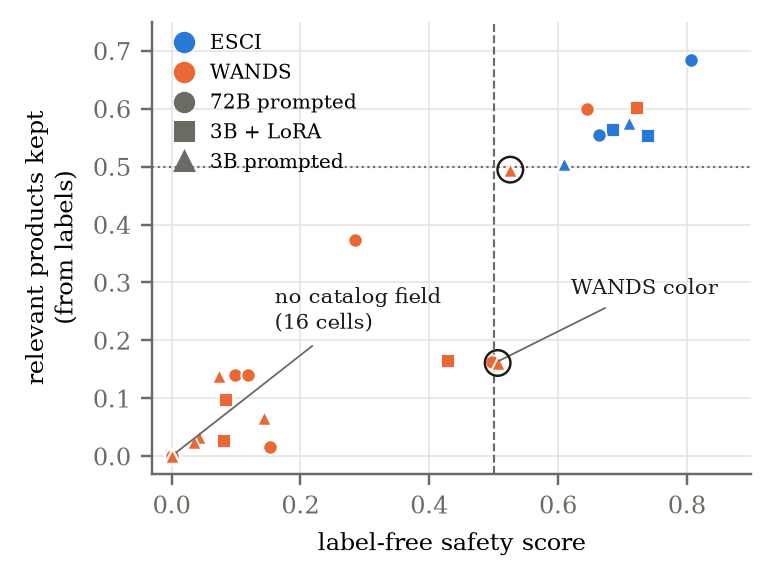 ESCI
WANDS
72B prompted
3B + LoRA
3B prompted
relevant products kept
(from labels)
0.7
0.6
0.5
0.4
0.3
0.2
0.1
0.0
no catalog field
(16 cells)
WANDS color
0.0 0.2 0.4 0.6 0.8
label-free safety score